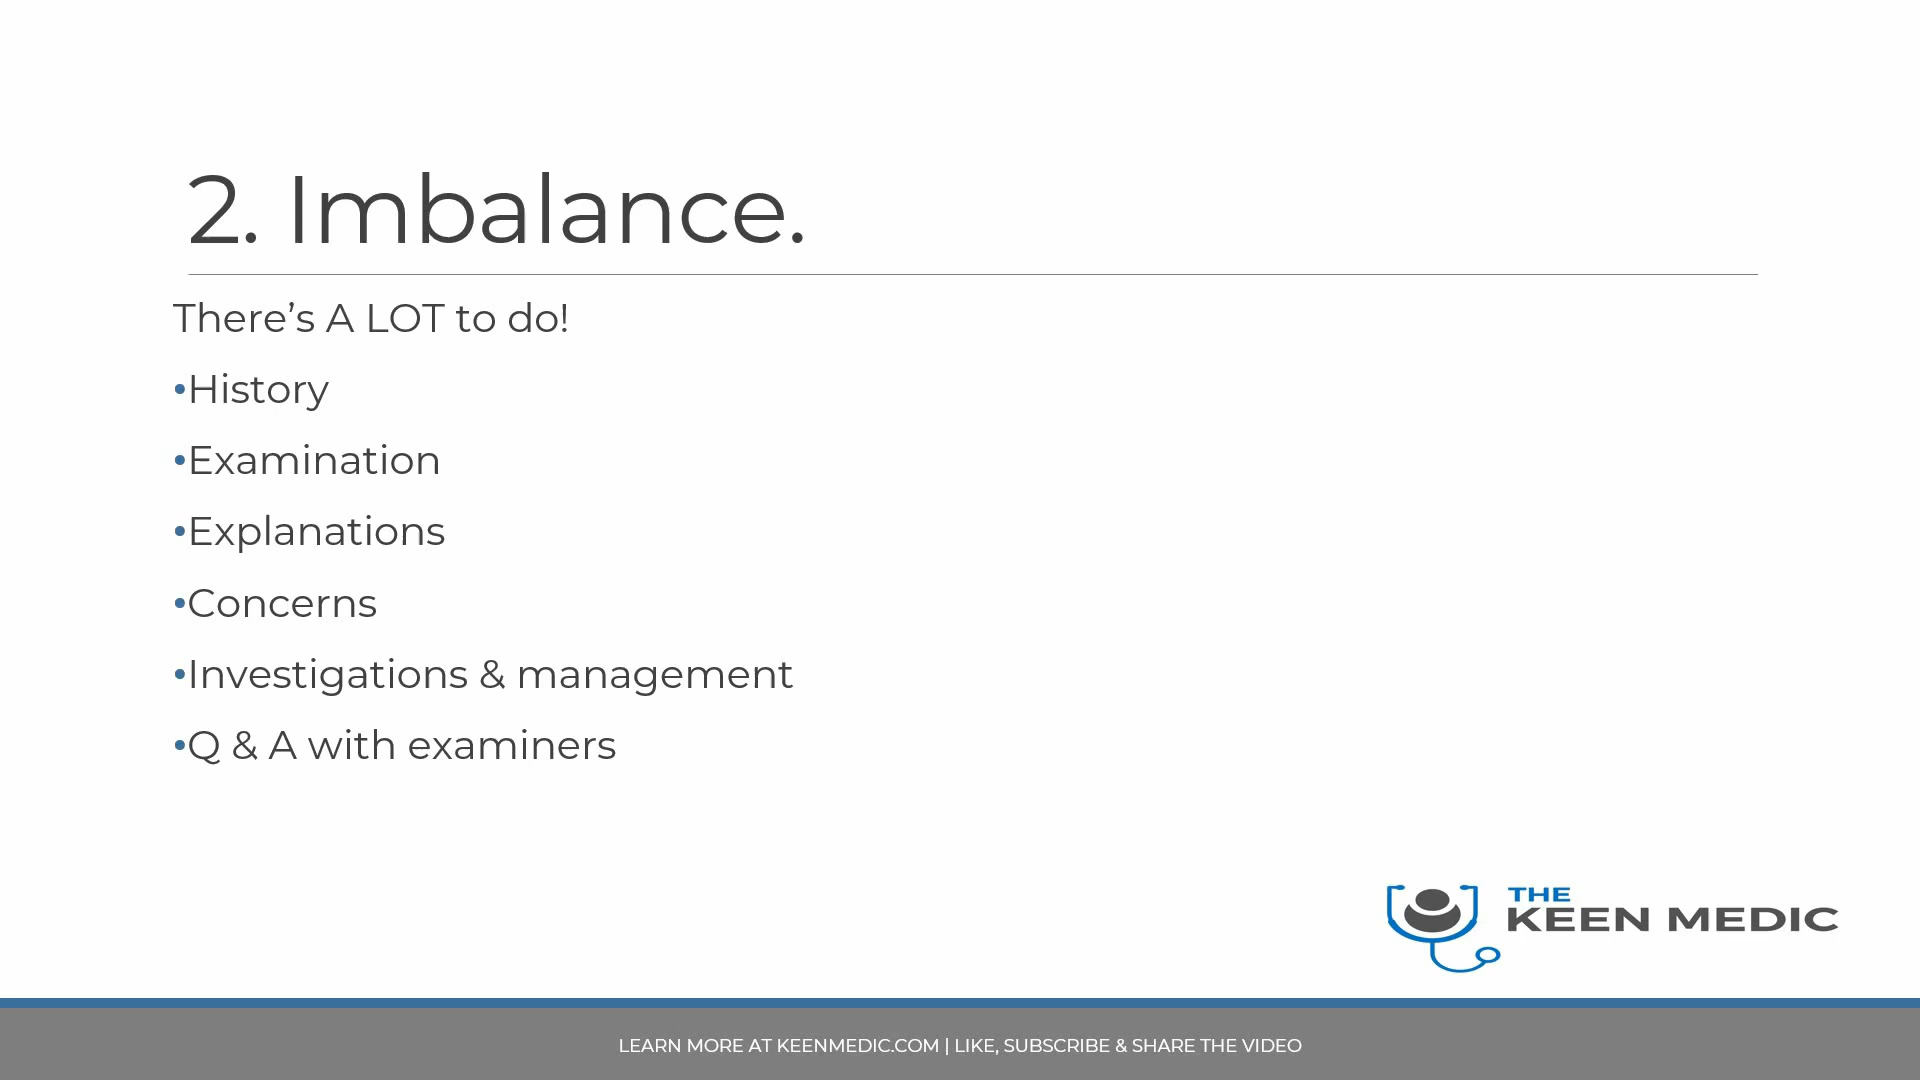 2. Imbalance.
There’s A LOT to do!
•History
•Examination
•Explanations
•Concerns
•Investigations & management
•Q & A with examiners
THE
KEEN MEDIC
LEARN MORE AT KEENMEDIC.COM | LIKE, SUBSCRIBE & SHARE THE VIDEO